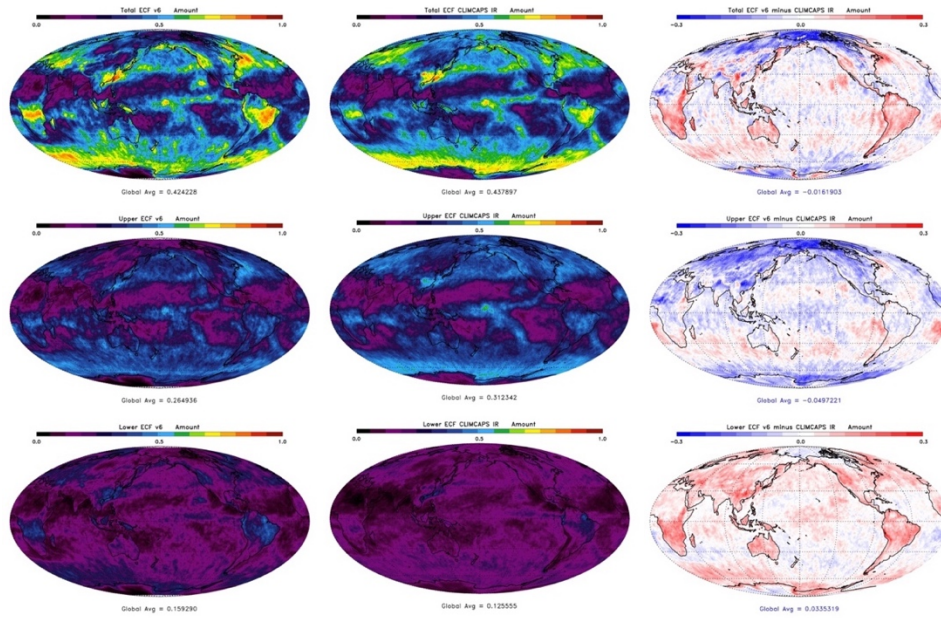 Total ECF v6 Amount
0.0 0.5 1.0
Global Avg = 0.424228
Total ECF CLIMCAPS IR Amount
0.0 0.5 1.0
Global Avg = 0.437897
Total ECF v6 minus CLIMCAPS IR Amount
-0.3 0.0 0.3
Global Avg = -0.0161903
Upper ECF v6 Amount
0.0 0.5 1.0
Global Avg = 0.264936
Upper ECF CLIMCAPS IR Amount
0.0 0.5 1.0
Global Avg = 0.312342
Upper ECF v6 minus CLIMCAPS IR Amount
-0.3 0.0 0.3
Global Avg = -0.0497221
Lower ECF v6 Amount
0.0 0.5 1.0
Global Avg = 0.159290
Lower ECF CLIMCAPS IR Amount
0.0 0.5 1.0
Global Avg = 0.125555
Lower ECF v6 minus CLIMCAPS IR Amount
-0.3 0.0 0.3
Global Avg = 0.0335319